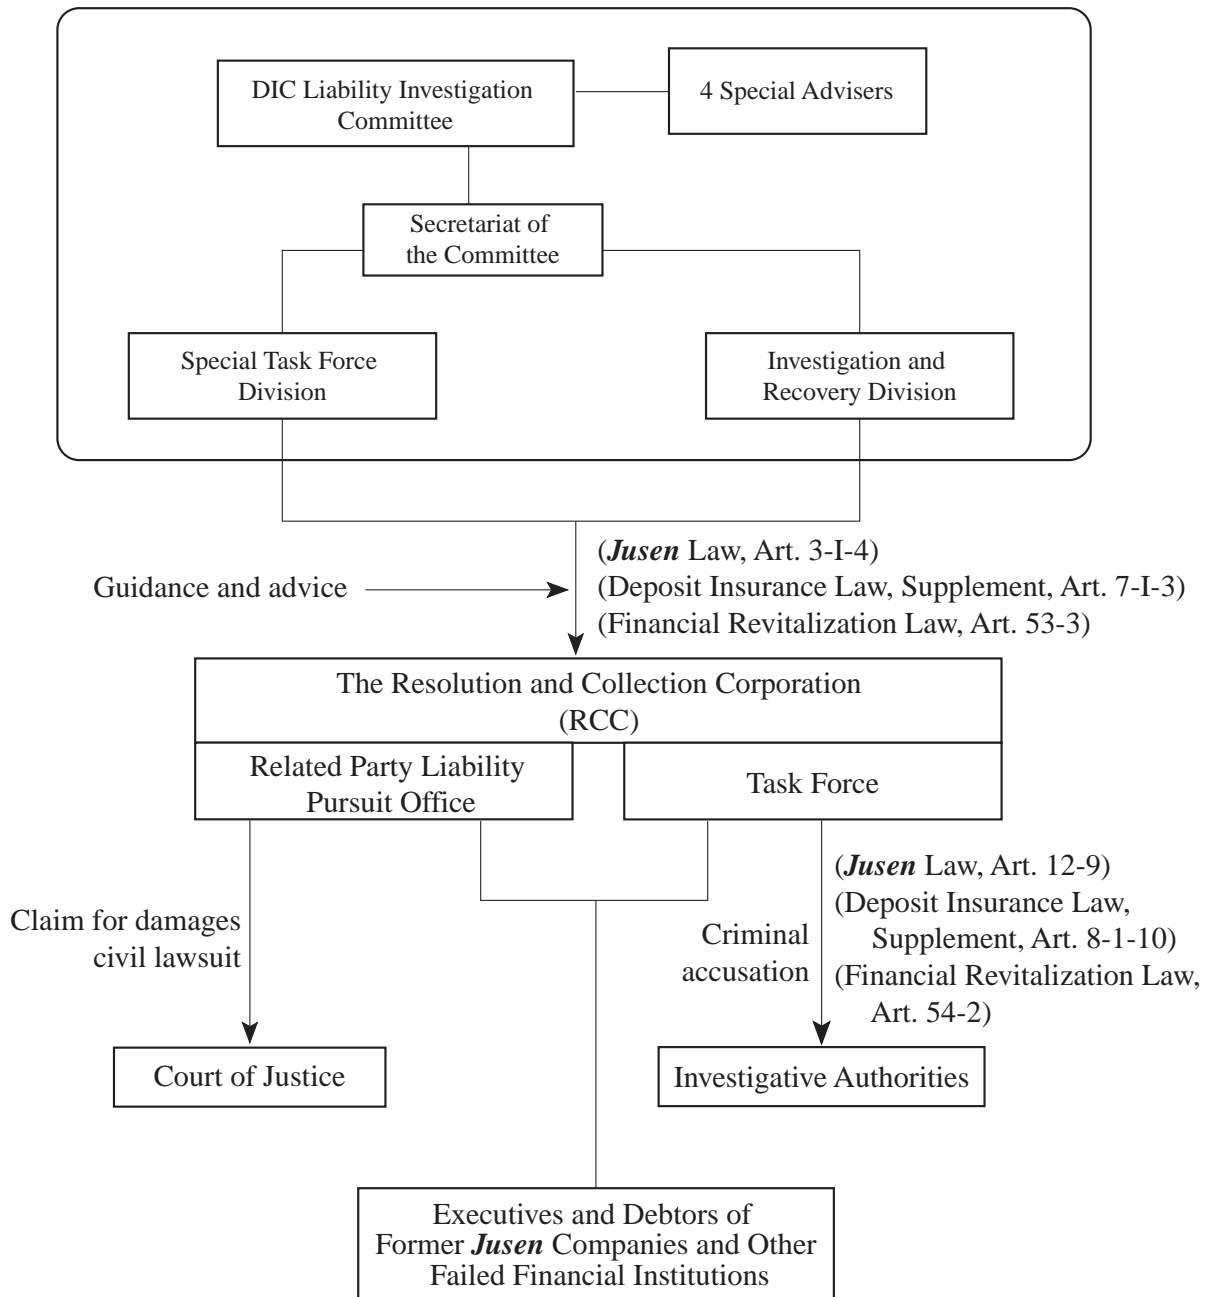 DIC Liability Investigation
Committee
4 Special Advisers
Secretariat of
the Committee
Special Task Force
Division
Investigation and
Recovery Division
Guidance and advice
(Jusen Law, Art. 3-I-4)
(Deposit Insurance Law, Supplement, Art. 7-I-3)
(Financial Revitalization Law, Art. 53-3)
The Resolution and Collection Corporation
(RCC)
Related Party Liability
Pursuit Office
Task Force
Claim for damages
civil lawsuit
Criminal
accusation
(Jusen Law, Art. 12-9)
(Deposit Insurance Law,
Supplement, Art. 8-1-10)
(Financial Revitalization Law,
Art. 54-2)
Court of Justice
Investigative Authorities
Executives and Debtors of
Former Jusen Companies and Other
Failed Financial Institutions